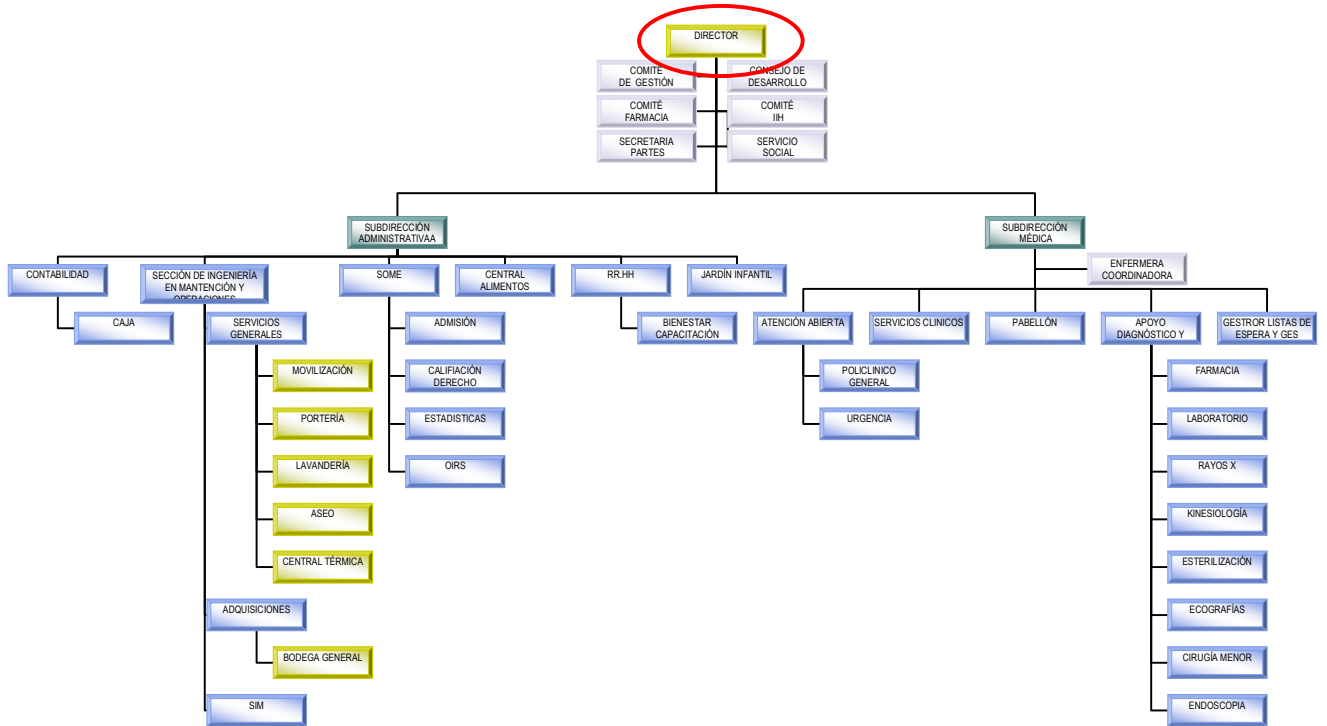 DIRECTOR
COMITÉ
DE GESTIÓN
CONSEJO DE
DESARROLLO
COMITÉ
FARMACIA
COMITÉ
IIH
SECRETARIA
PARTES
SERVICIO
SOCIAL
SUBDIRECCIÓN
ADMINISTRATIVAA
SUBDIRECCIÓN
MÉDICA
ENFERMERA
COORDINADORA
CONTABILIDAD
SECCIÓN DE INGENIERÍA
EN MANTENCIÓN Y
OPERACIONES
SOME
CENTRAL
ALIMENTOS
RR.HH
JARDÍN INFANTIL
CAJA
SERVICIOS
GENERALES
ADMISIÓN
BIENESTAR
CAPACITACIÓN
ATENCIÓN ABIERTA
SERVICIOS CLINICOS
PABELLÓN
APOYO
DIAGNÓSTICO Y
GESTROR LISTAS DE
ESPERA Y GES
MOVILIZACIÓN
CALIFIACIÓN
DERECHO
POLICLINICO
GENERAL
FARMACIA
PORTERÍA
ESTADISTICAS
URGENCIA
LABORATORIO
LAVANDERÍA
OIRS
RAYOS X
ASEO
KINESIOLOGÍA
CENTRAL TÉRMICA
ESTERILIZACIÓN
ADQUISICIONES
ECOGRAFÍAS
BODEGA GENERAL
CIRUGÍA MENOR
SIM
ENDOSCOPIA